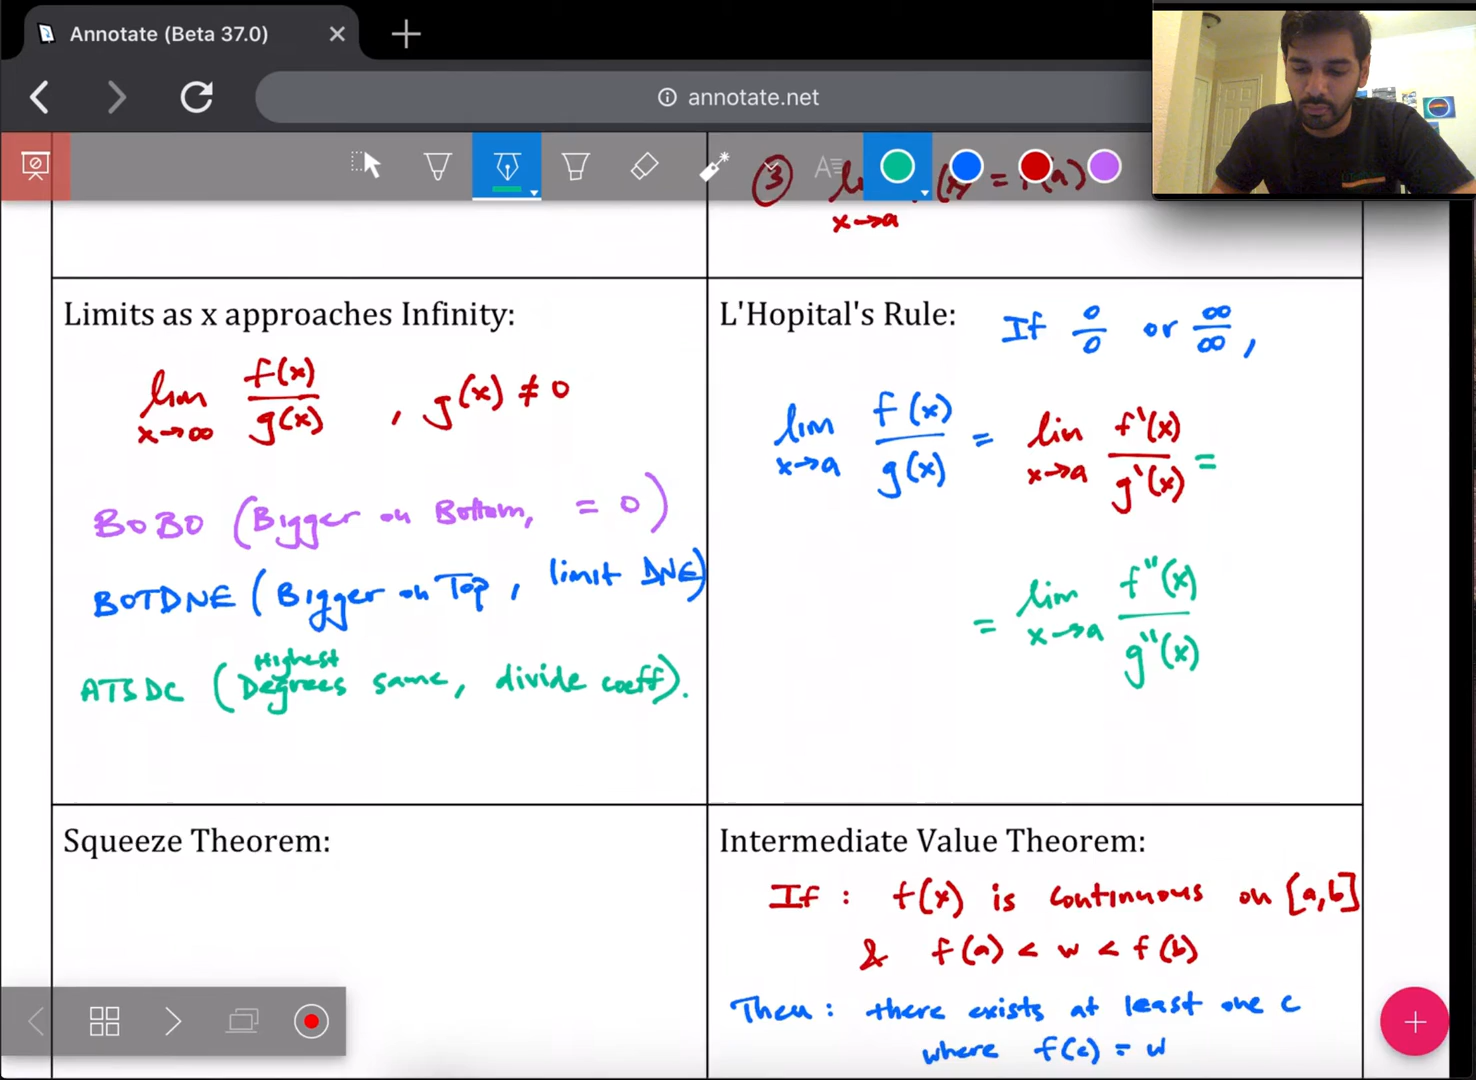 Annotate (Beta 37.0)
annotate.net
③ lim f(x) = f(a)
x→a
Limits as x approaches Infinity:
lim f(x)/g(x) , g(x) ≠ 0
x→∞
BOBO (Bigger on Bottom, = 0)
BOTDNE (Bigger on Top, limit DNE)
ATSDC (Highest Degrees same, divide coeff).
L'Hopital's Rule: If 0/0 or ∞/∞,
lim f(x)/g(x) = lim f'(x)/g'(x) =
x→a x→a
= lim f''(x)/g''(x)
x→a
Squeeze Theorem:
Intermediate Value Theorem:
If : f(x) is continuous on [a,b]
& f(a) < w < f(b)
Then : there exists at least one c
where f(c) = w